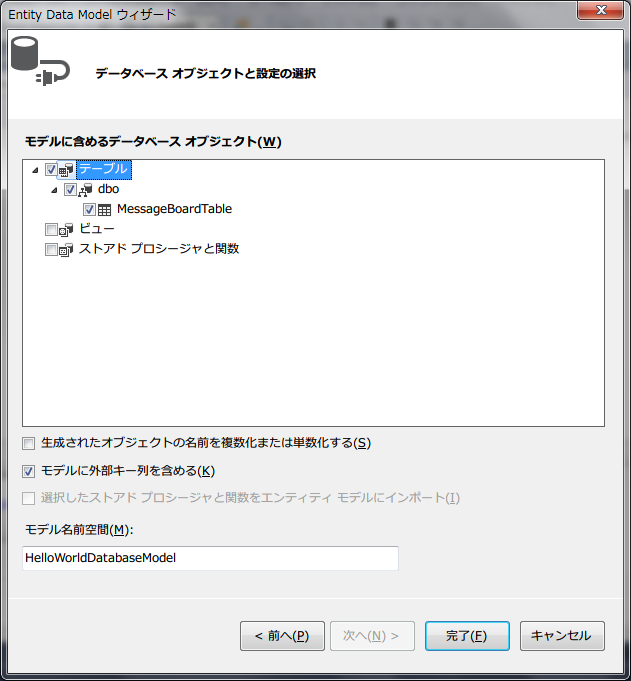 Entity Data Model ウィザード
データベース オブジェクトと設定の選択
モデルに含めるデータベース オブジェクト(W)
テーブル
dbo
MessageBoardTable
ビュー
ストアド プロシージャと関数
生成されたオブジェクトの名前を複数化または単数化する(S)
モデルに外部キー列を含める(K)
選択したストアド プロシージャと関数をエンティティ モデルにインポート(I)
モデル名前空間(M):
HelloWorldDatabaseModel
< 前へ(P) 次へ(N) > 完了(F) キャンセル